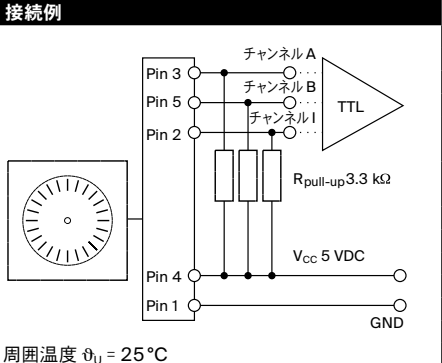 接続例
チャンネル A
Pin 3
チャンネル B
Pin 5
TTL
チャンネル I
Pin 2
Rpull-up 3.3 kΩ
VCC 5 VDC
Pin 4
Pin 1
GND
周囲温度 ϑU = 25°C